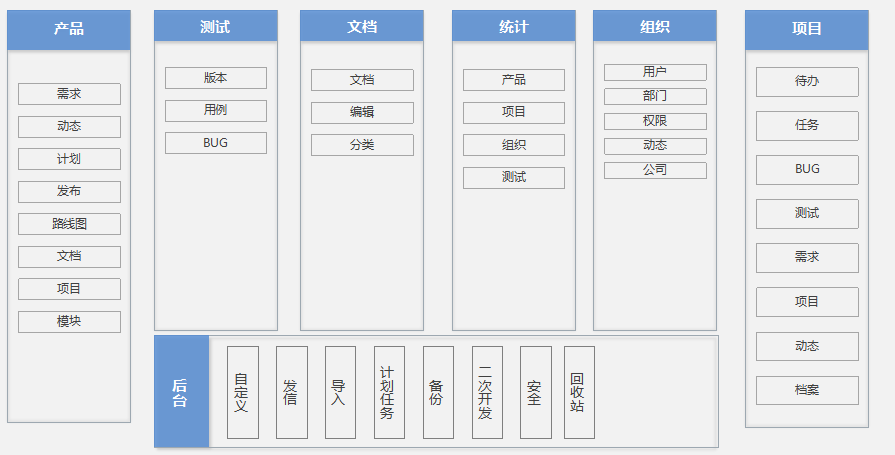 产品
需求
动态
计划
发布
路线图
文档
项目
模块
测试
版本
用例
BUG
文档
文档
编辑
分类
统计
产品
项目
组织
测试
组织
用户
部门
权限
动态
公司
项目
待办
任务
BUG
测试
需求
项目
动态
档案
后台
自定义
发信
导入
计划任务
备份
二次开发
安全
回收站